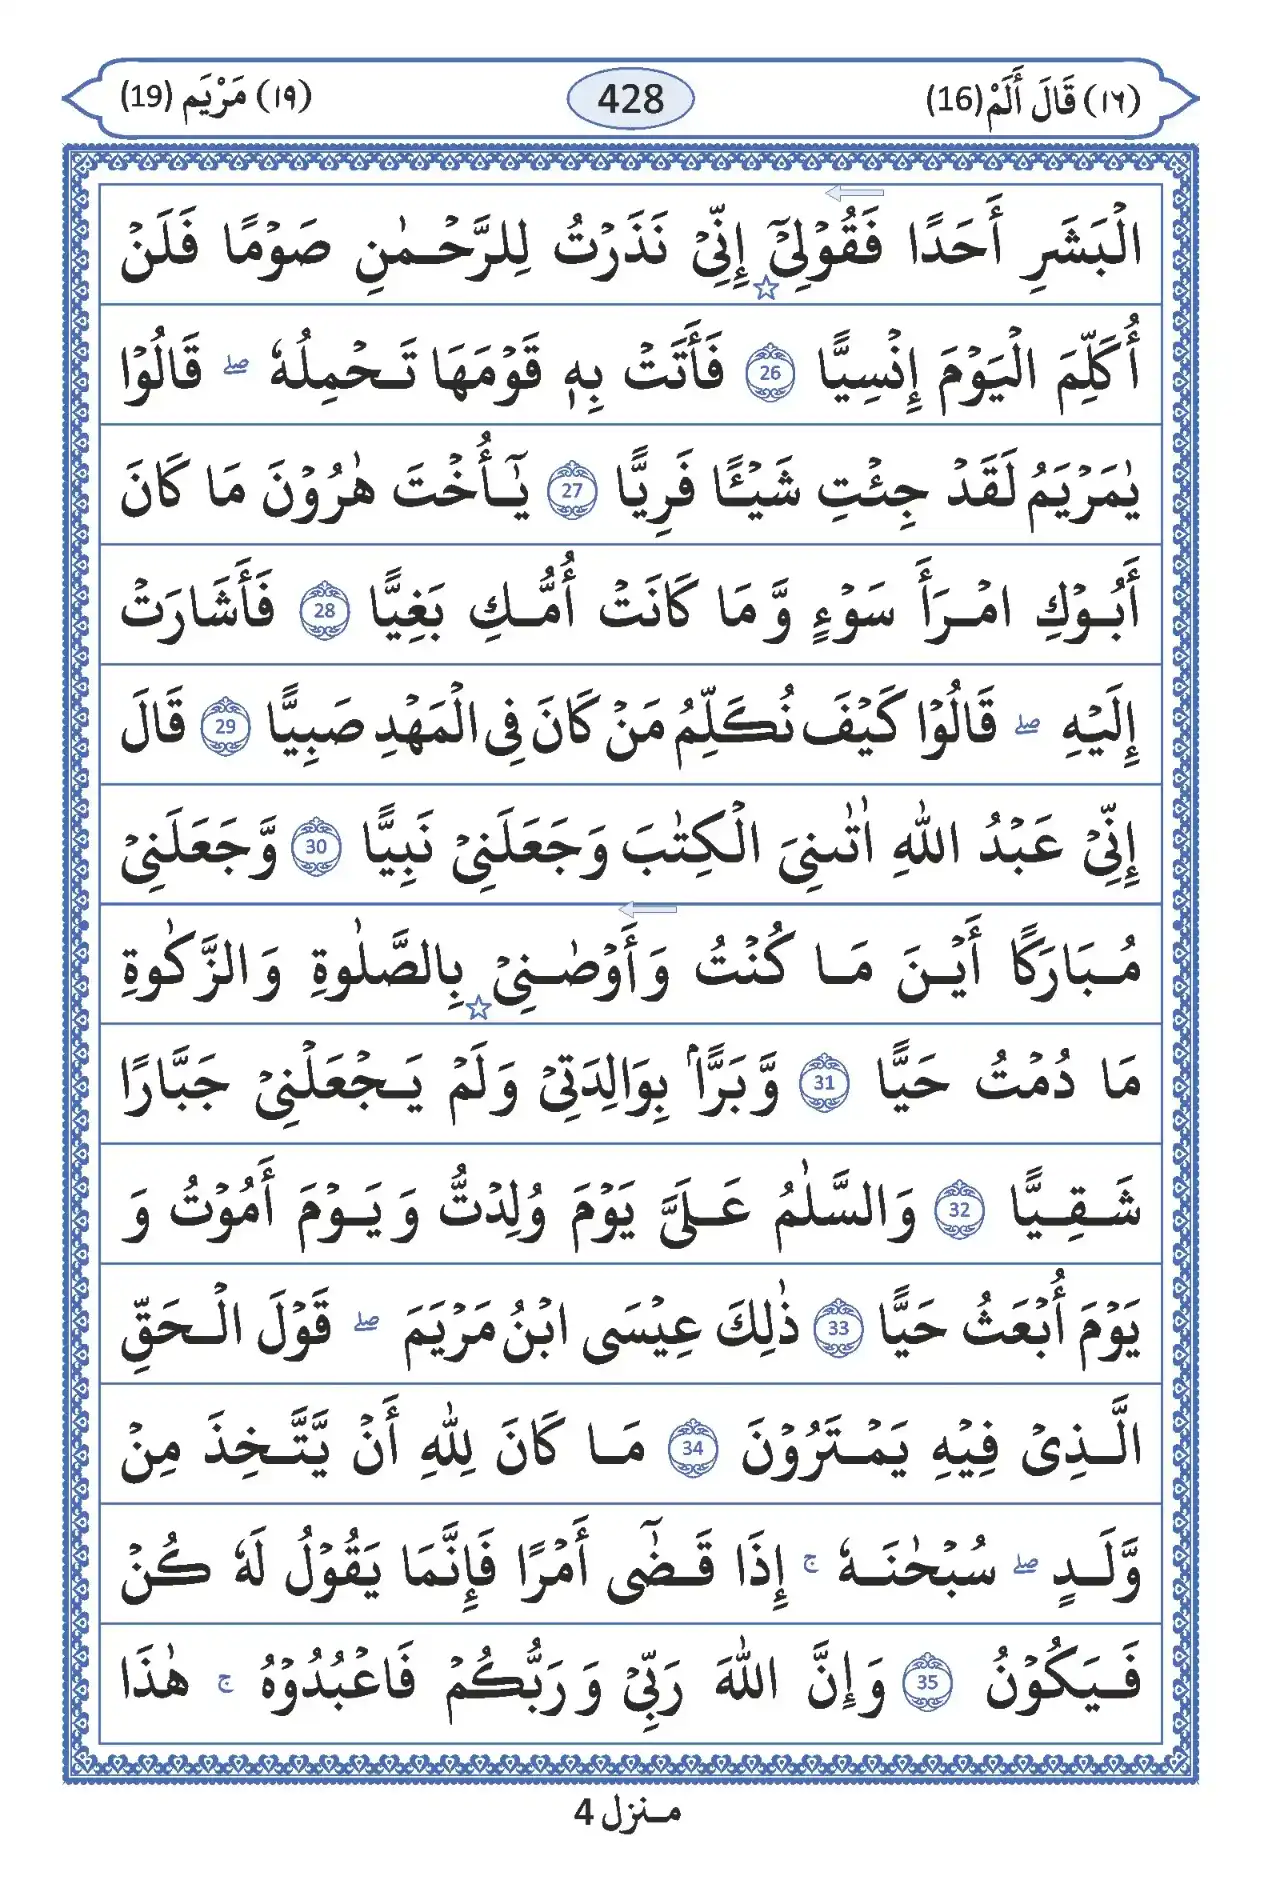 (١٦) قَالَ أَلَمْ (16) 428 (١٩) مَرْيَم (19)
الْبَشَرِ أَحَدًا فَقُوْلِيْٓ إِنِّيْ نَذَرْتُ لِلرَّحْمٰنِ صَوْمًا فَلَنْ
أُكَلِّمَ الْيَوْمَ إِنْسِيًّا 26 فَأَتَتْ بِهٖ قَوْمَهَا تَحْمِلُهٗ ۖ قَالُوْا
يٰمَرْيَمُ لَقَدْ جِئْتِ شَيْـًٔا فَرِيًّا 27 يَٓأُخْتَ هٰرُوْنَ مَا كَانَ
أَبُوْكِ امْرَأَ سَوْءٍ وَّ مَا كَانَتْ أُمُّكِ بَغِيًّا 28 فَأَشَارَتْ
إِلَيْهِ ۖ قَالُوْا كَيْفَ نُكَلِّمُ مَنْ كَانَ فِى الْمَهْدِ صَبِيًّا 29 قَالَ
إِنِّيْ عَبْدُ اللّٰهِ اٰتٰىنِىَ الْكِتٰبَ وَجَعَلَنِيْ نَبِيًّا 30 وَّجَعَلَنِيْ
مُبَارَكًا أَيْنَ مَا كُنْتُ وَأَوْصٰنِيْ بِالصَّلٰوةِ وَالزَّكٰوةِ
مَا دُمْتُ حَيًّا 31 وَّبَرًّاۢ بِوَالِدَتِيْ وَلَمْ يَجْعَلْنِيْ جَبَّارًا
شَقِيًّا 32 وَالسَّلٰمُ عَلَىَّ يَوْمَ وُلِدْتُّ وَيَوْمَ أَمُوْتُ وَ
يَوْمَ أُبْعَثُ حَيًّا 33 ذٰلِكَ عِيْسَى ابْنُ مَرْيَمَ ۖ قَوْلَ الْحَقِّ
الَّذِيْ فِيْهِ يَمْتَرُوْنَ 34 مَا كَانَ لِلّٰهِ أَنْ يَّتَّخِذَ مِنْ
وَّلَدٍ ۖ سُبْحٰنَهٗ ۚ إِذَا قَضٰٓى أَمْرًا فَإِنَّمَا يَقُوْلُ لَهٗ كُنْ
فَيَكُوْنُ 35 وَإِنَّ اللّٰهَ رَبِّيْ وَرَبُّكُمْ فَاعْبُدُوْهُ ۚ هٰذَا
منزل 4